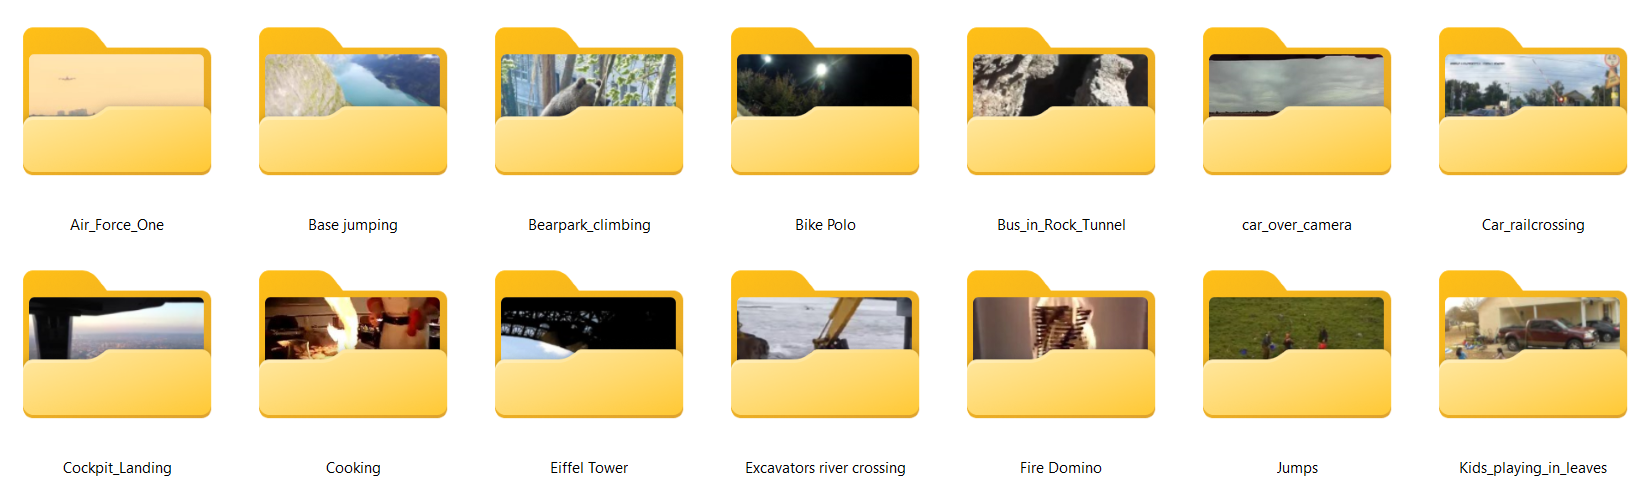 Air_Force_One
Base jumping
Bearpark_climbing
Bike Polo
Bus_in_Rock_Tunnel
car_over_camera
Car_railcrossing
Cockpit_Landing
Cooking
Eiffel Tower
Excavators river crossing
Fire Domino
Jumps
Kids_playing_in_leaves